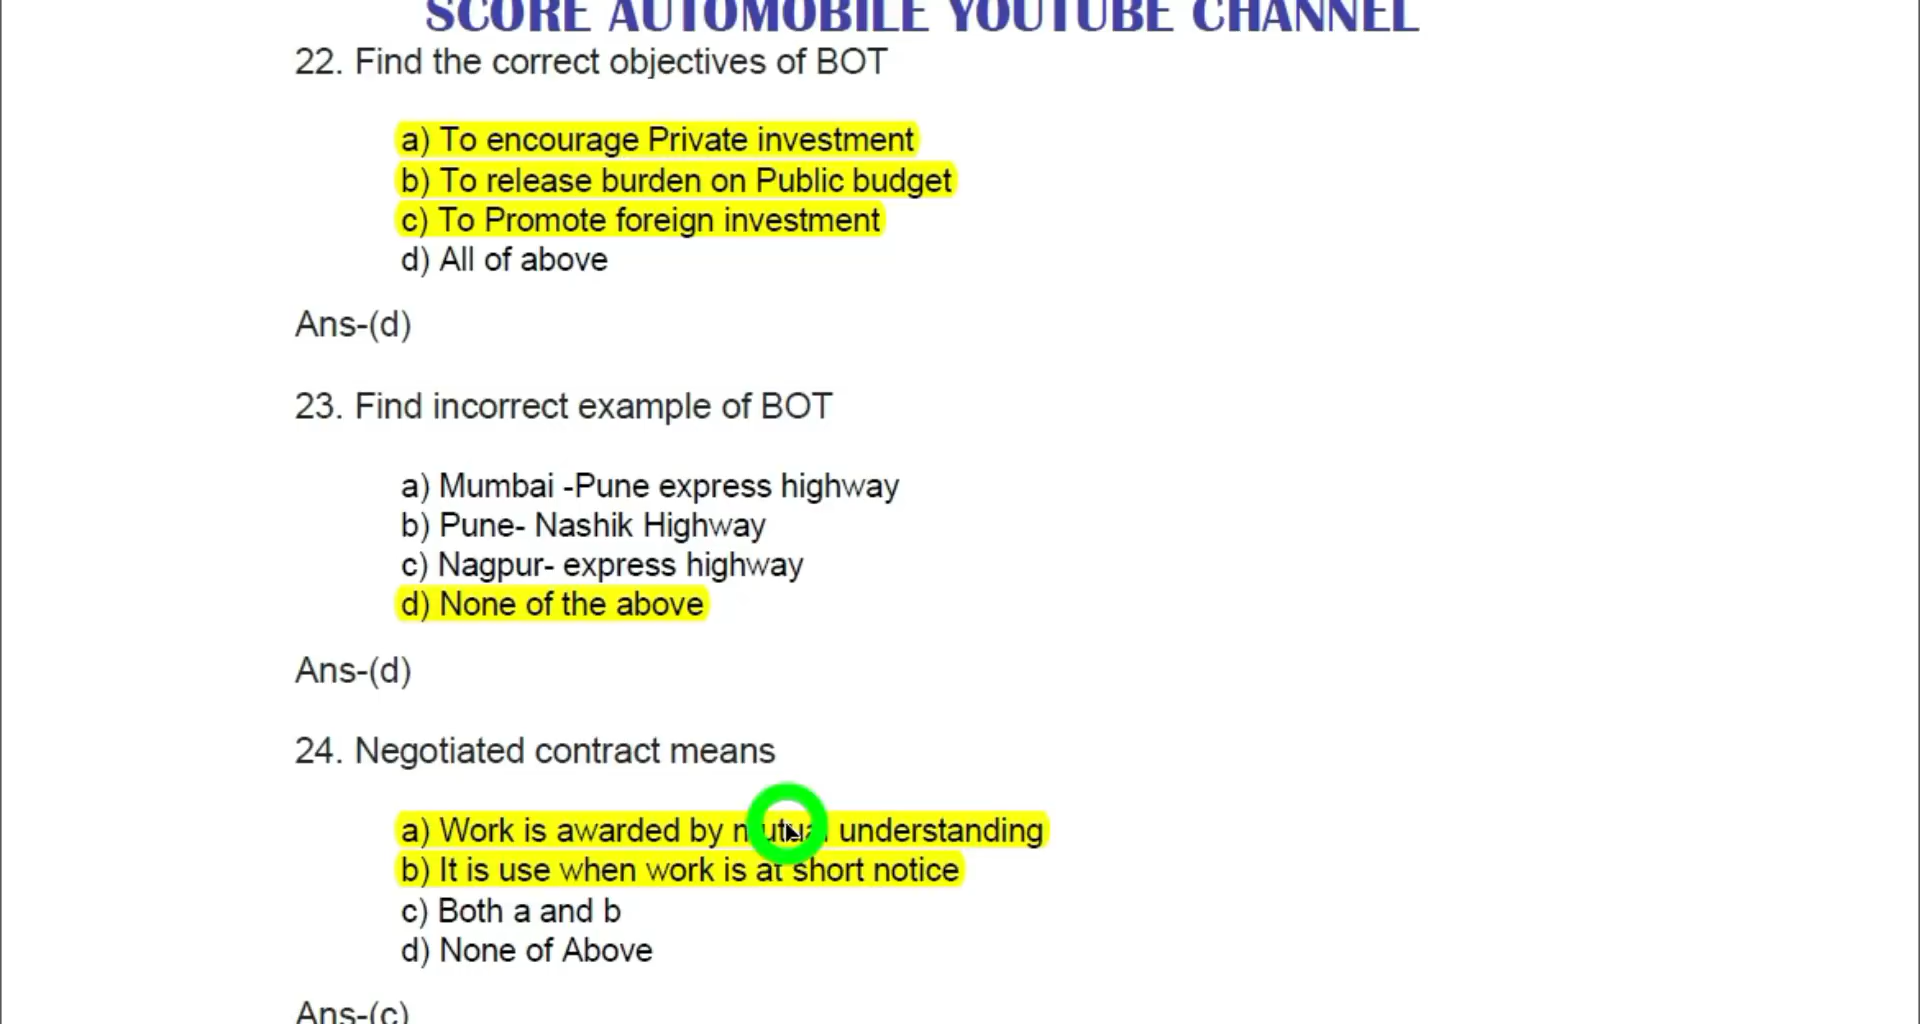 SCORE AUTOMOBILE YOUTUBE CHANNEL
22. Find the correct objectives of BOT
a) To encourage Private investment
b) To release burden on Public budget
c) To Promote foreign investment
d) All of above
Ans-(d)
23. Find incorrect example of BOT
a) Mumbai -Pune express highway
b) Pune- Nashik Highway
c) Nagpur- express highway
d) None of the above
Ans-(d)
24. Negotiated contract means
a) Work is awarded by mutual understanding
b) It is use when work is at short notice
c) Both a and b
d) None of Above
Ans-(c)